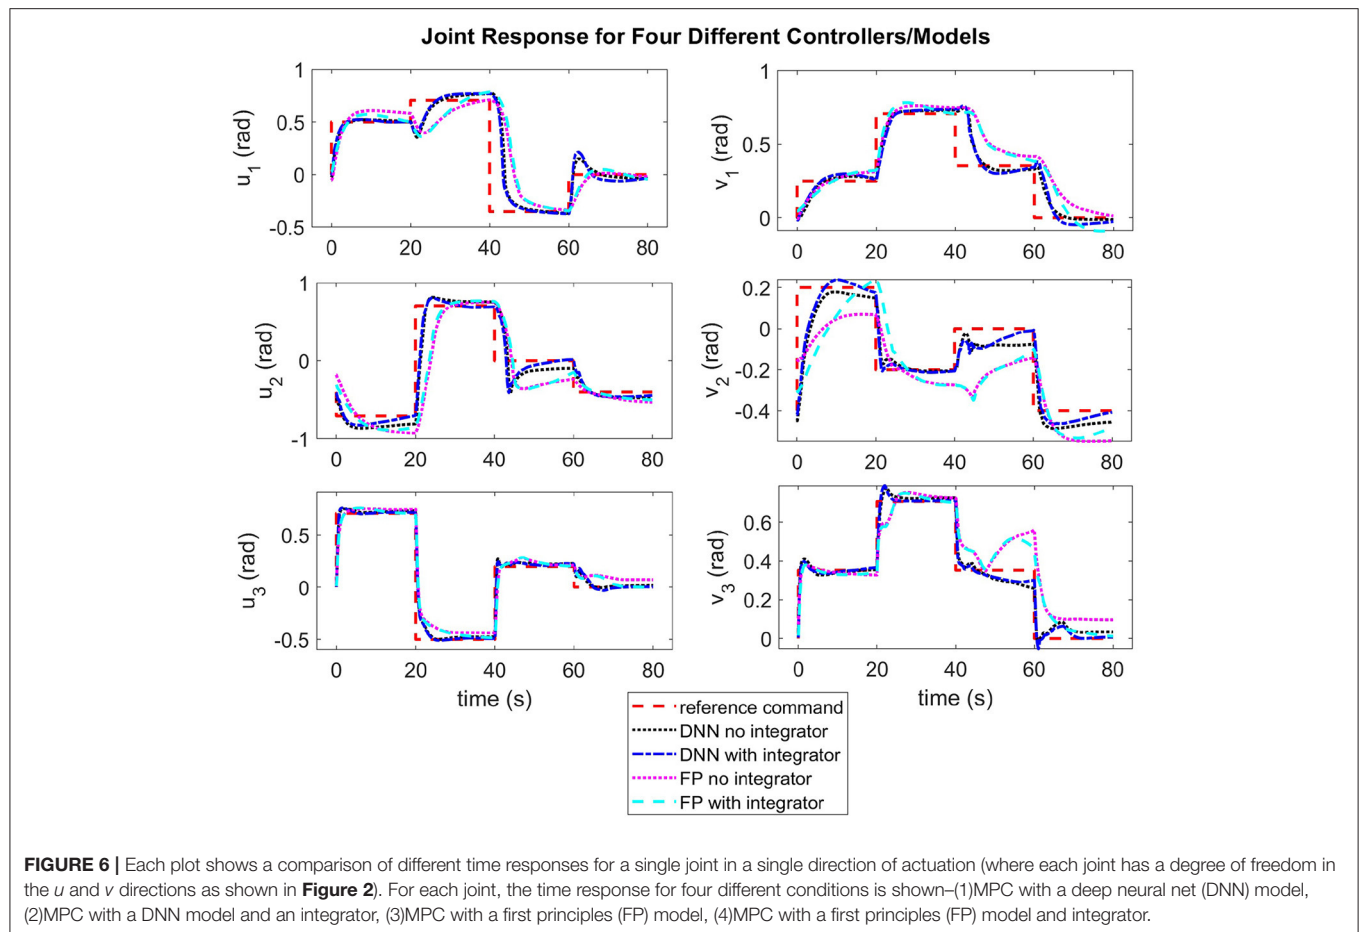 Joint Response for Four Different Controllers/Models
1
0.5
0
-0.5
u1 (rad)
0 20 40 60 80
1
0.5
0
v1 (rad)
0 20 40 60 80
1
0
-1
u2 (rad)
0 20 40 60 80
0.2
0
-0.2
-0.4
v2 (rad)
0 20 40 60 80
0.5
0
-0.5
u3 (rad)
0 20 40 60 80
time (s)
0.6
0.4
0.2
0
v3 (rad)
0 20 40 60 80
time (s)
reference command
DNN no integrator
DNN with integrator
FP no integrator
FP with integrator
FIGURE 6 | Each plot shows a comparison of different time responses for a single joint in a single direction of actuation (where each joint has a degree of freedom in
the u and v directions as shown in Figure 2). For each joint, the time response for four different conditions is shown–(1)MPC with a deep neural net (DNN) model,
(2)MPC with a DNN model and an integrator, (3)MPC with a first principles (FP) model, (4)MPC with a first principles (FP) model and integrator.